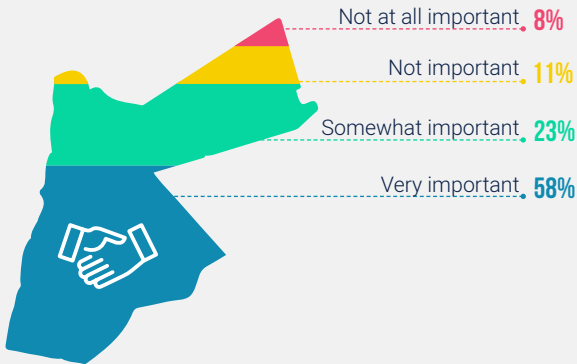 Not at all important 8%
Not important 11%
Somewhat important 23%
Very important 58%